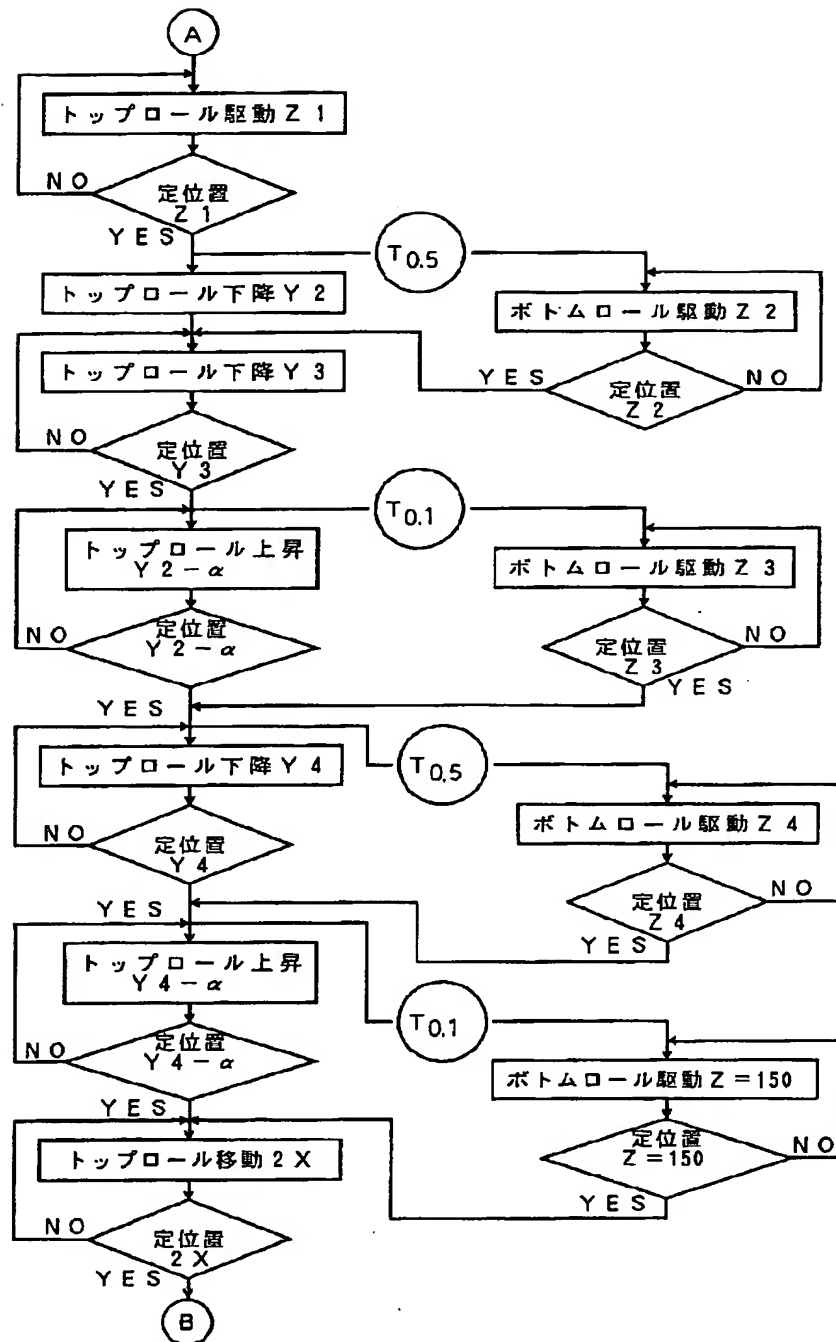 A
トップロール駆動Z1
NO
定位置
Z1
YES
T0.5
トップロール下降Y2
ボトムロール駆動Z2
トップロール下降Y3
YES
定位置
Z2
NO
NO
定位置
Y3
YES
T0.1
トップロール上昇
Y2-α
ボトムロール駆動Z3
NO
定位置
Y2-α
定位置
Z3
NO
YES
YES
トップロール下降Y4
T0.5
ボトムロール駆動Z4
NO
定位置
Y4
定位置
Z4
NO
YES
YES
トップロール上昇
Y4-α
T0.1
NO
定位置
Y4-α
ボトムロール駆動Z=150
YES
定位置
Z=150
NO
トップロール移動2X
YES
NO
定位置
2X
YES
B